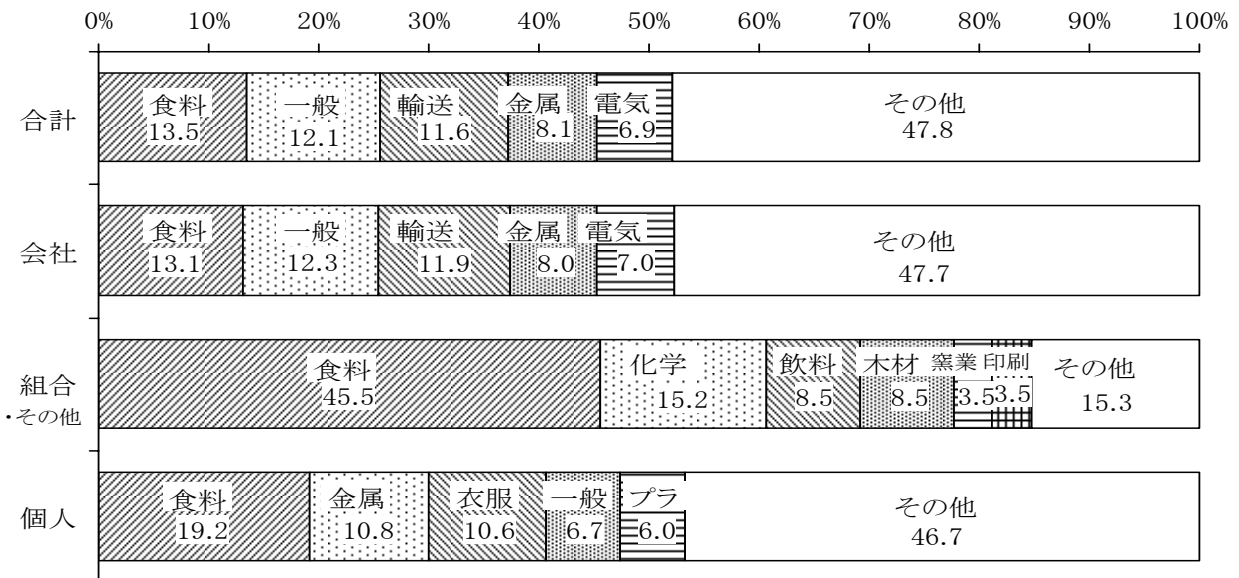 0% 10% 20% 30% 40% 50% 60% 70% 80% 90% 100%
合計
食料 一般 輸送 金属 電気 その他
13.5 12.1 11.6 8.1 6.9 47.8
会社
食料 一般 輸送 金属 電気 その他
13.1 12.3 11.9 8.0 7.0 47.7
組合
・その他
食料 化学 飲料 木材 窯業 印刷 その他
45.5 15.2 8.5 8.5 3.5 3.5 15.3
個人
食料 金属 衣服 一般 プラ その他
19.2 10.8 10.6 6.7 6.0 46.7